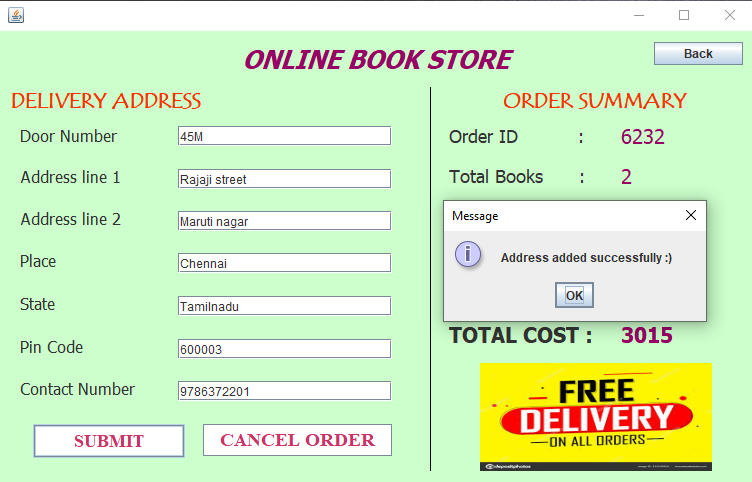 ONLINE BOOK STORE
Back
DELIVERY ADDRESS
Door Number 45M
Address line 1 Rajaji street
Address line 2 Maruti nagar
Place Chennai
State Tamilnadu
Pin Code 600003
Contact Number 9786372201
SUBMIT CANCEL ORDER
ORDER SUMMARY
Order ID : 6232
Total Books : 2
Message
Address added successfully :)
OK
TOTAL COST : 3015
FREE
DELIVERY
ON ALL ORDERS
depositphotos